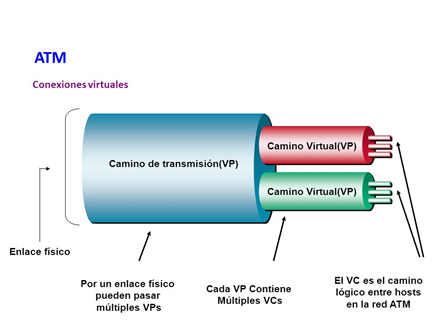 ATM
Conexiones virtuales
Camino Virtual(VP)
Camino de transmisión(VP)
Camino Virtual(VP)
Enlace físico
Por un enlace físico
pueden pasar
múltiples VPs
Cada VP Contiene
Múltiples VCs
El VC es el camino
lógico entre hosts
en la red ATM